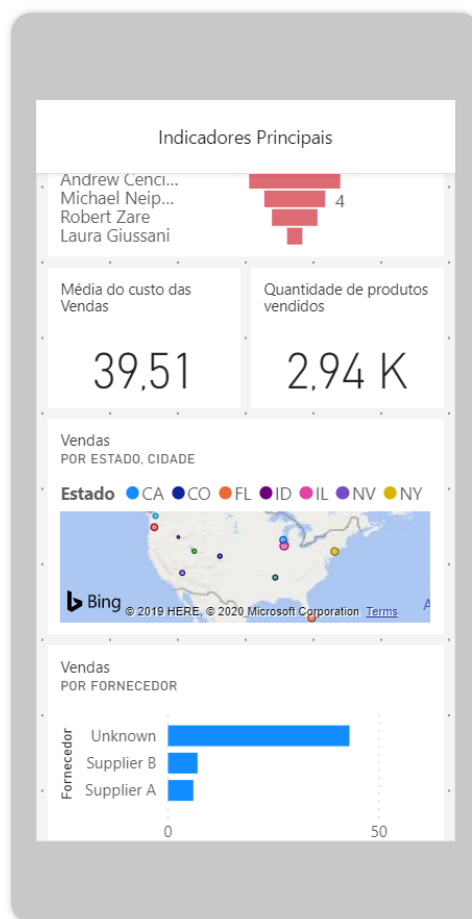 Indicadores Principais
Andrew Cenci...
Michael Neip...
4
Robert Zare
Laura Giussani
Média do custo das
Vendas
39,51
Quantidade de produtos
vendidos
2,94 K
Vendas
POR ESTADO, CIDADE
Estado CA CO FL ID IL NV NY
Bing © 2019 HERE, © 2020 Microsoft Corporation Terms
Vendas
POR FORNECEDOR
Fornecedor
Unknown
Supplier B
Supplier A
0 50